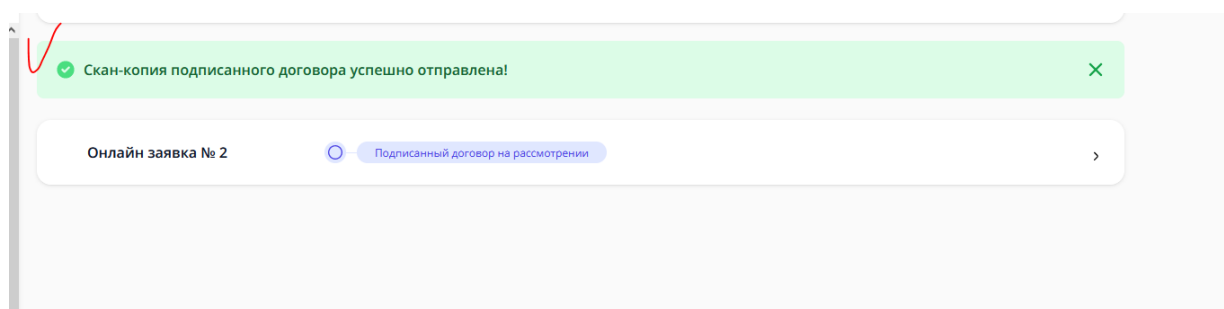 Скан-копия подписанного договора успешно отправлена!
Онлайн заявка № 2
Подписанный договор на рассмотрении